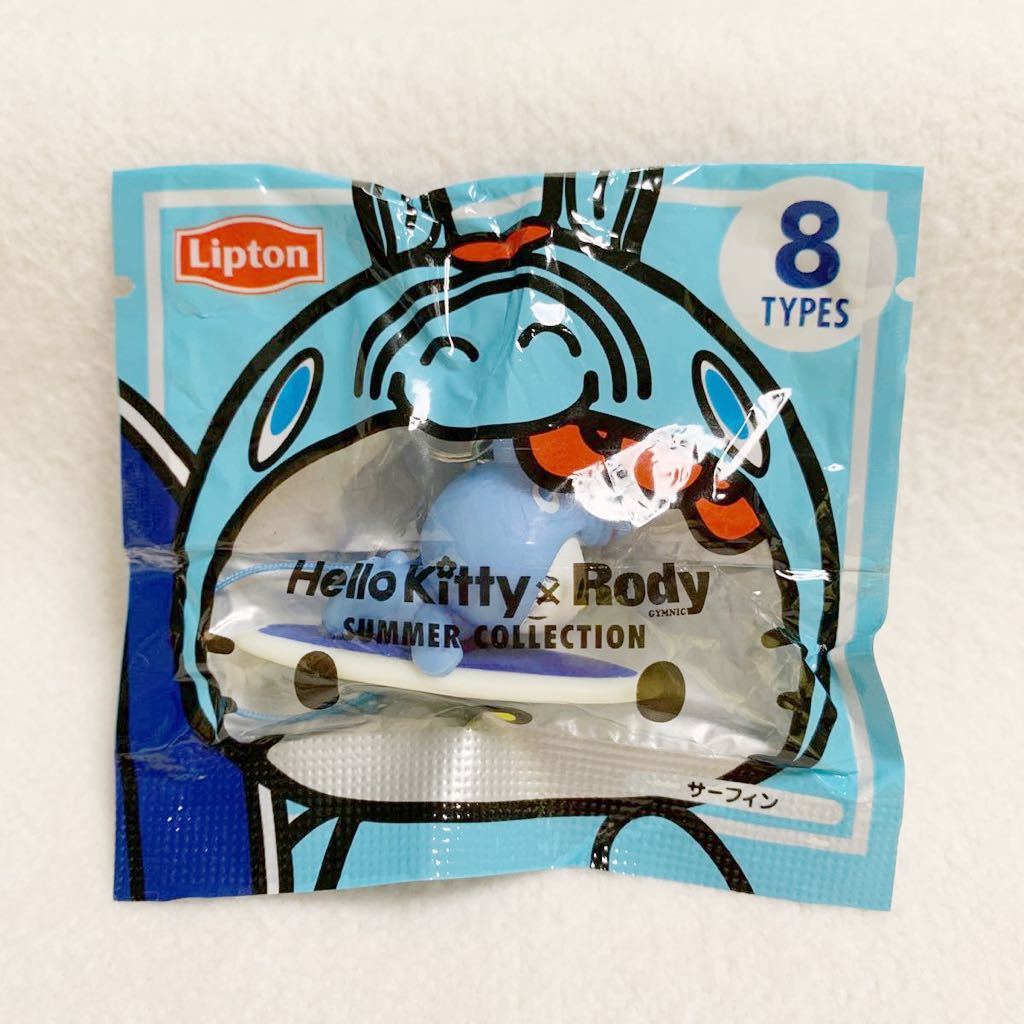 Lipton
8
TYPES
Hello Kitty × Rody
GYMNIC
SUMMER COLLECTION
サーフィン